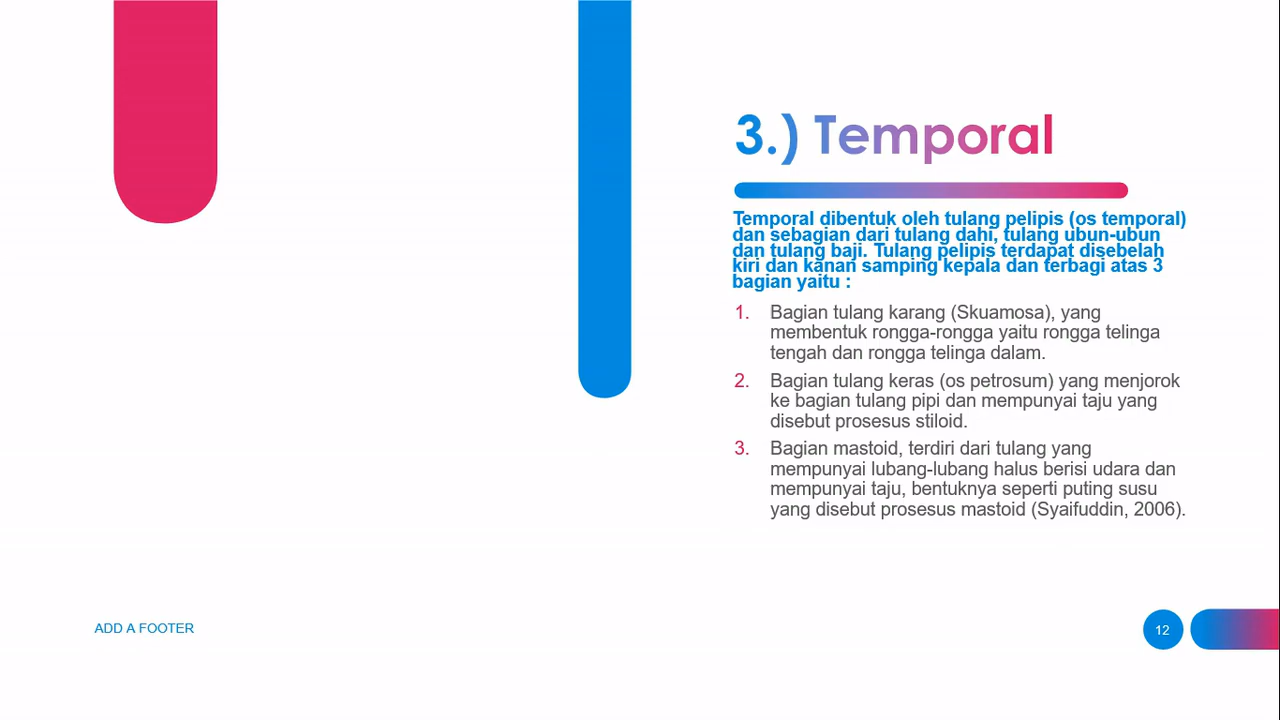 3.) Temporal
Temporal dibentuk oleh tulang pelipis (os temporal)
dan sebagian dari tulang dahi, tulang ubun-ubun
dan tulang baji. Tulang pelipis terdapat disebelah
kiri dan kanan samping kepala dan terbagi atas 3
bagian yaitu :
1. Bagian tulang karang (Skuamosa), yang
membentuk rongga-rongga yaitu rongga telinga
tengah dan rongga telinga dalam.
2. Bagian tulang keras (os petrosum) yang menjorok
ke bagian tulang pipi dan mempunyai taju yang
disebut prosesus stiloid.
3. Bagian mastoid, terdiri dari tulang yang
mempunyai lubang-lubang halus berisi udara dan
mempunyai taju, bentuknya seperti puting susu
yang disebut prosesus mastoid (Syaifuddin, 2006).
ADD A FOOTER
12